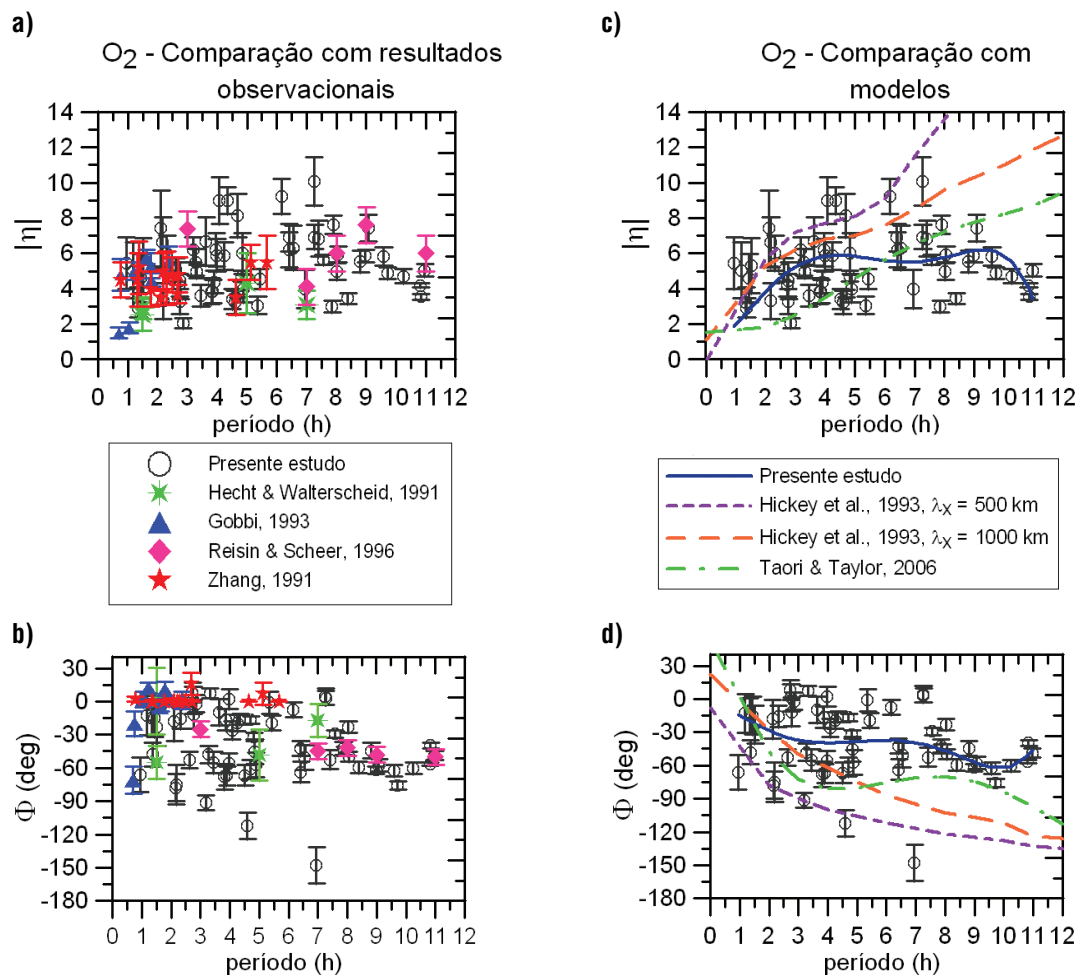 a)
O2 - Comparação com resultados
observacionais
14
12
10
8
6
4
2
0
|η|
0 1 2 3 4 5 6 7 8 9 10 11 12
período (h)
Presente estudo
Hecht & Walterscheid, 1991
Gobbi, 1993
Reisin & Scheer, 1996
Zhang, 1991
b)
30
0
-30
-60
-90
-120
-150
-180
Φ (deg)
0 1 2 3 4 5 6 7 8 9 10 11 12
período (h)
c)
O2 - Comparação com
modelos
14
12
10
8
6
4
2
0
|η|
0 1 2 3 4 5 6 7 8 9 10 11 12
período (h)
Presente estudo
Hickey et al., 1993, λx = 500 km
Hickey et al., 1993, λx = 1000 km
Taori & Taylor, 2006
d)
30
0
-30
-60
-90
-120
-150
-180
Φ (deg)
0 1 2 3 4 5 6 7 8 9 10 11 12
período (h)